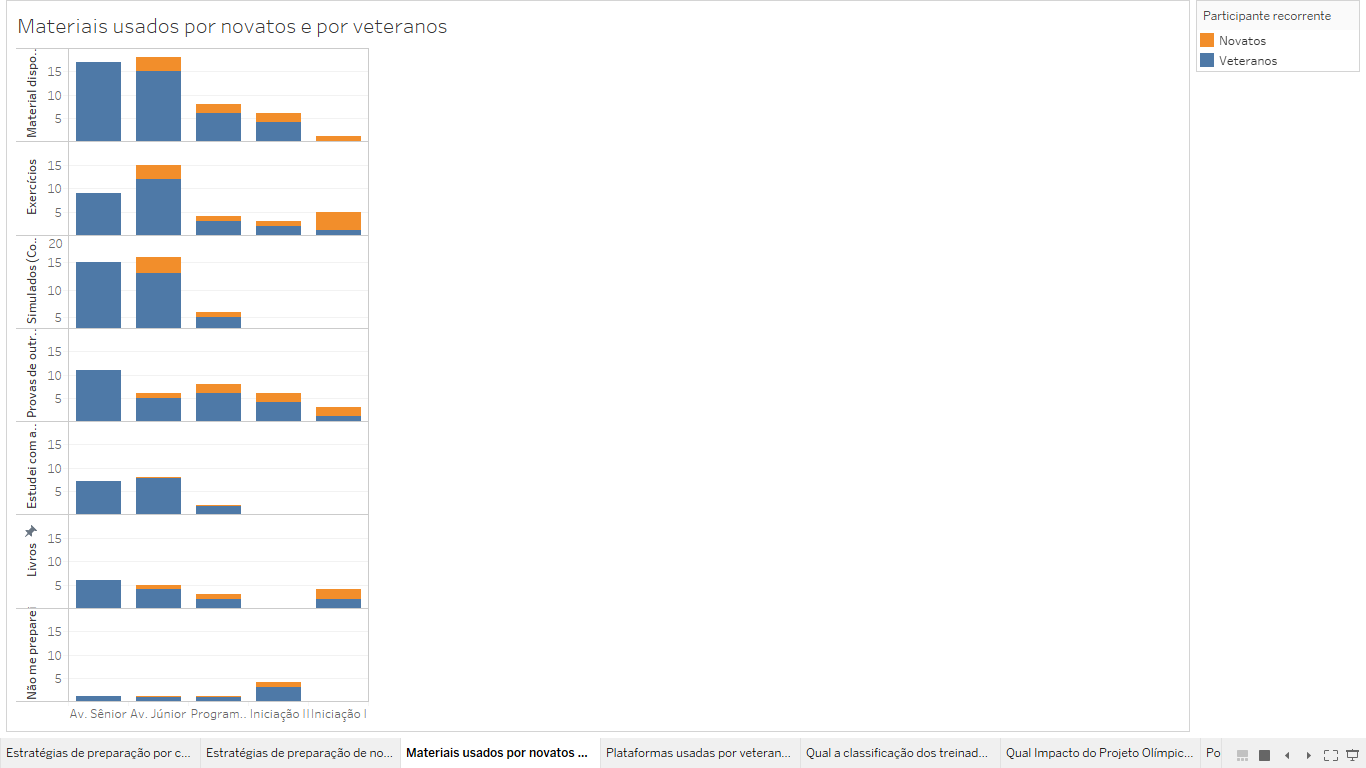 Materiais usados por novatos e por veteranos
Participante recorrente
Novatos
Veteranos
Material dispo..
15
10
5
Exercícios
15
10
5
Simulados (Co..
20
15
10
5
Provas de outr..
15
10
5
Estudei com a..
15
10
5
Livros
15
10
5
Não me preparei
15
10
5
Av. Sênior Av. Júnior Program.. Iniciação II Iniciação I
Estratégias de preparação por c... Estratégias de preparação de no... Materiais usados por novatos ... Plataformas usadas por veteran... Qual a classificação dos treinad... Qual Impacto do Projeto Olímpic... Po